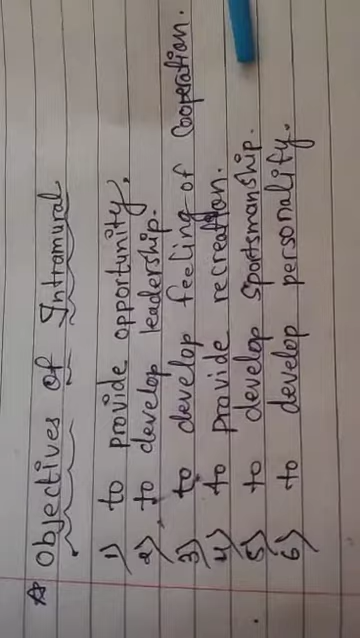 ☆ Objectives of Intramural
1) to provide opportunity.
2) to develop leadership.
3) to develop feeling of Cooperation.
4) to provide recreation.
5) to develop Sportsmanship.
6) to develop personality.